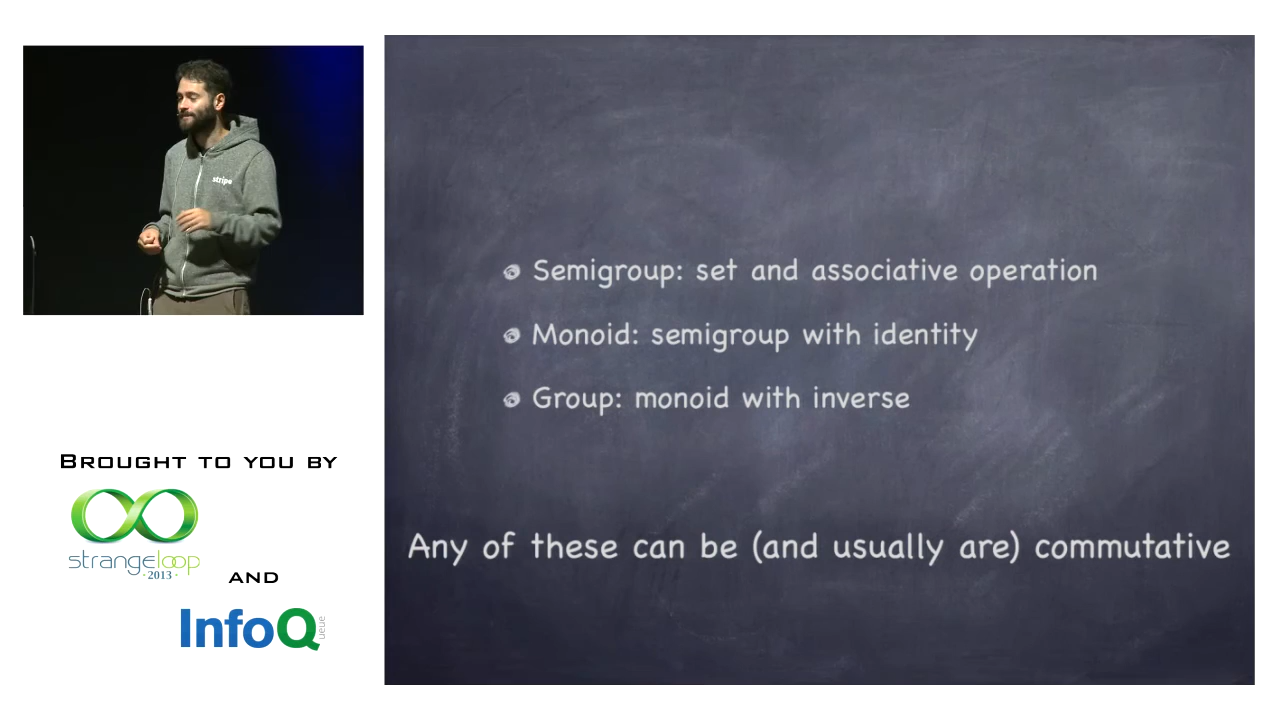 stripe
Semigroup: set and associative operation
Monoid: semigroup with identity
Group: monoid with inverse
Any of these can be (and usually are) commutative
BROUGHT TO YOU BY
strangeloop
·2013·
AND
InfoQ
ueue